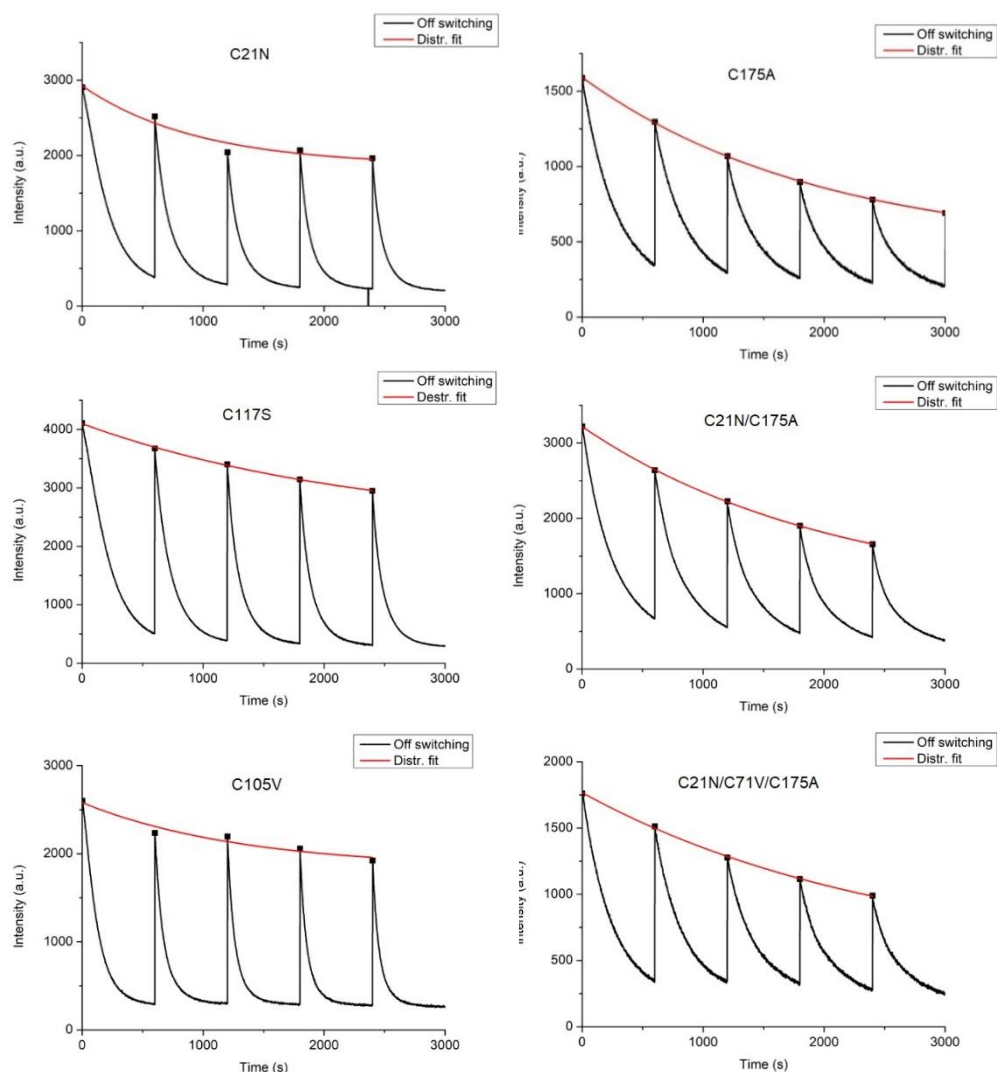 Off switching
Distr. fit
C21N
3000
2000
1000
0
Intensity (a.u.)
0 1000 2000 3000
Time (s)
Off switching
Distr. fit
C175A
1500
1000
500
0
0 1000 2000 3000
Time (s)
Off switching
Destr. fit
C117S
4000
3000
2000
1000
0
Intensity (a.u.)
0 1000 2000 3000
Time (s)
Off switching
Distr. fit
C21N/C175A
3000
2000
1000
0
Intensity (a.u.)
0 1000 2000 3000
Time (s)
Off switching
Distr. fit
C105V
3000
2000
1000
0
Intensity (a.u.)
0 1000 2000 3000
Time (s)
Off switching
Distr. fit
C21N/C71V/C175A
2000
1500
1000
500
0
0 1000 2000 3000
Time (s)